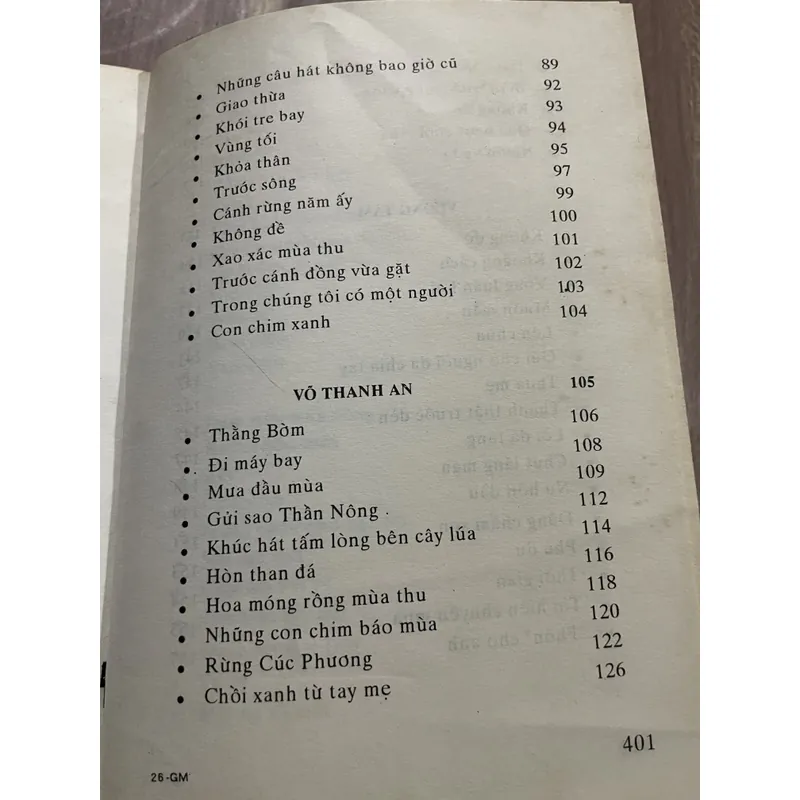 • Những câu hát không bao giờ cũ 89
• Giao thừa 92
• Khói tre bay 93
• Vùng tối 94
• Khỏa thân 95
• Trước sông 97
• Cánh rừng năm ấy 99
• Không đề 100
• Xao xác mùa thu 101
• Trước cánh đồng vừa gặt 102
• Trong chúng tôi có một người 103
• Con chim xanh 104
VÕ THANH AN 105
• Thằng Bờm 106
• Đi máy bay 108
• Mưa đầu mùa 109
• Gửi sao Thần Nông 112
• Khúc hát tấm lòng bên cây lúa 114
• Hòn than đá 116
• Hoa móng rồng mùa thu 118
• Những con chim báo mùa 120
• Rừng Cúc Phương 122
• Chồi xanh từ tay mẹ 126
401
26-GM